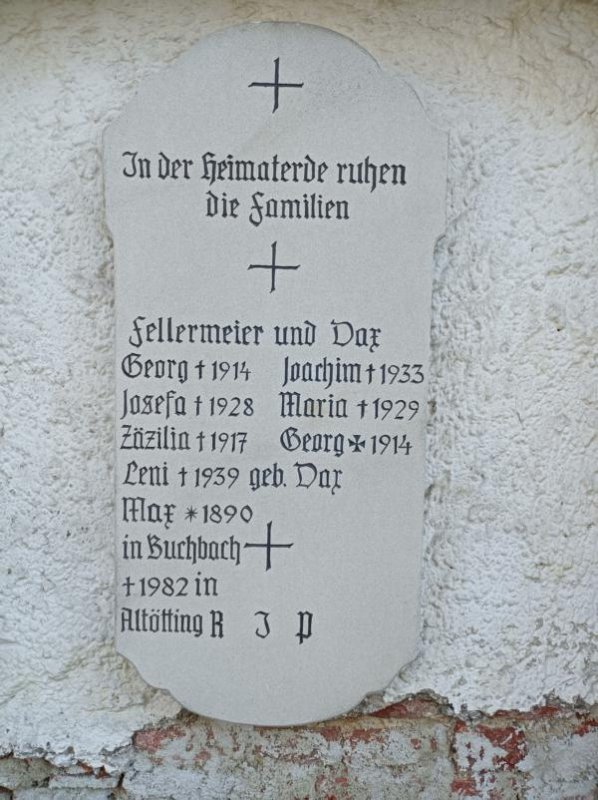 In der Heimaterde ruhen
die Familien
Fellermeier und Dax
Georg † 1914 Joachim † 1933
Josefa † 1928 Maria † 1929
Zäzilia † 1917 Georg ✠ 1914
Leni † 1939 geb. Dax
Max * 1890
in Buchbach
† 1982 in
Altötting R I P